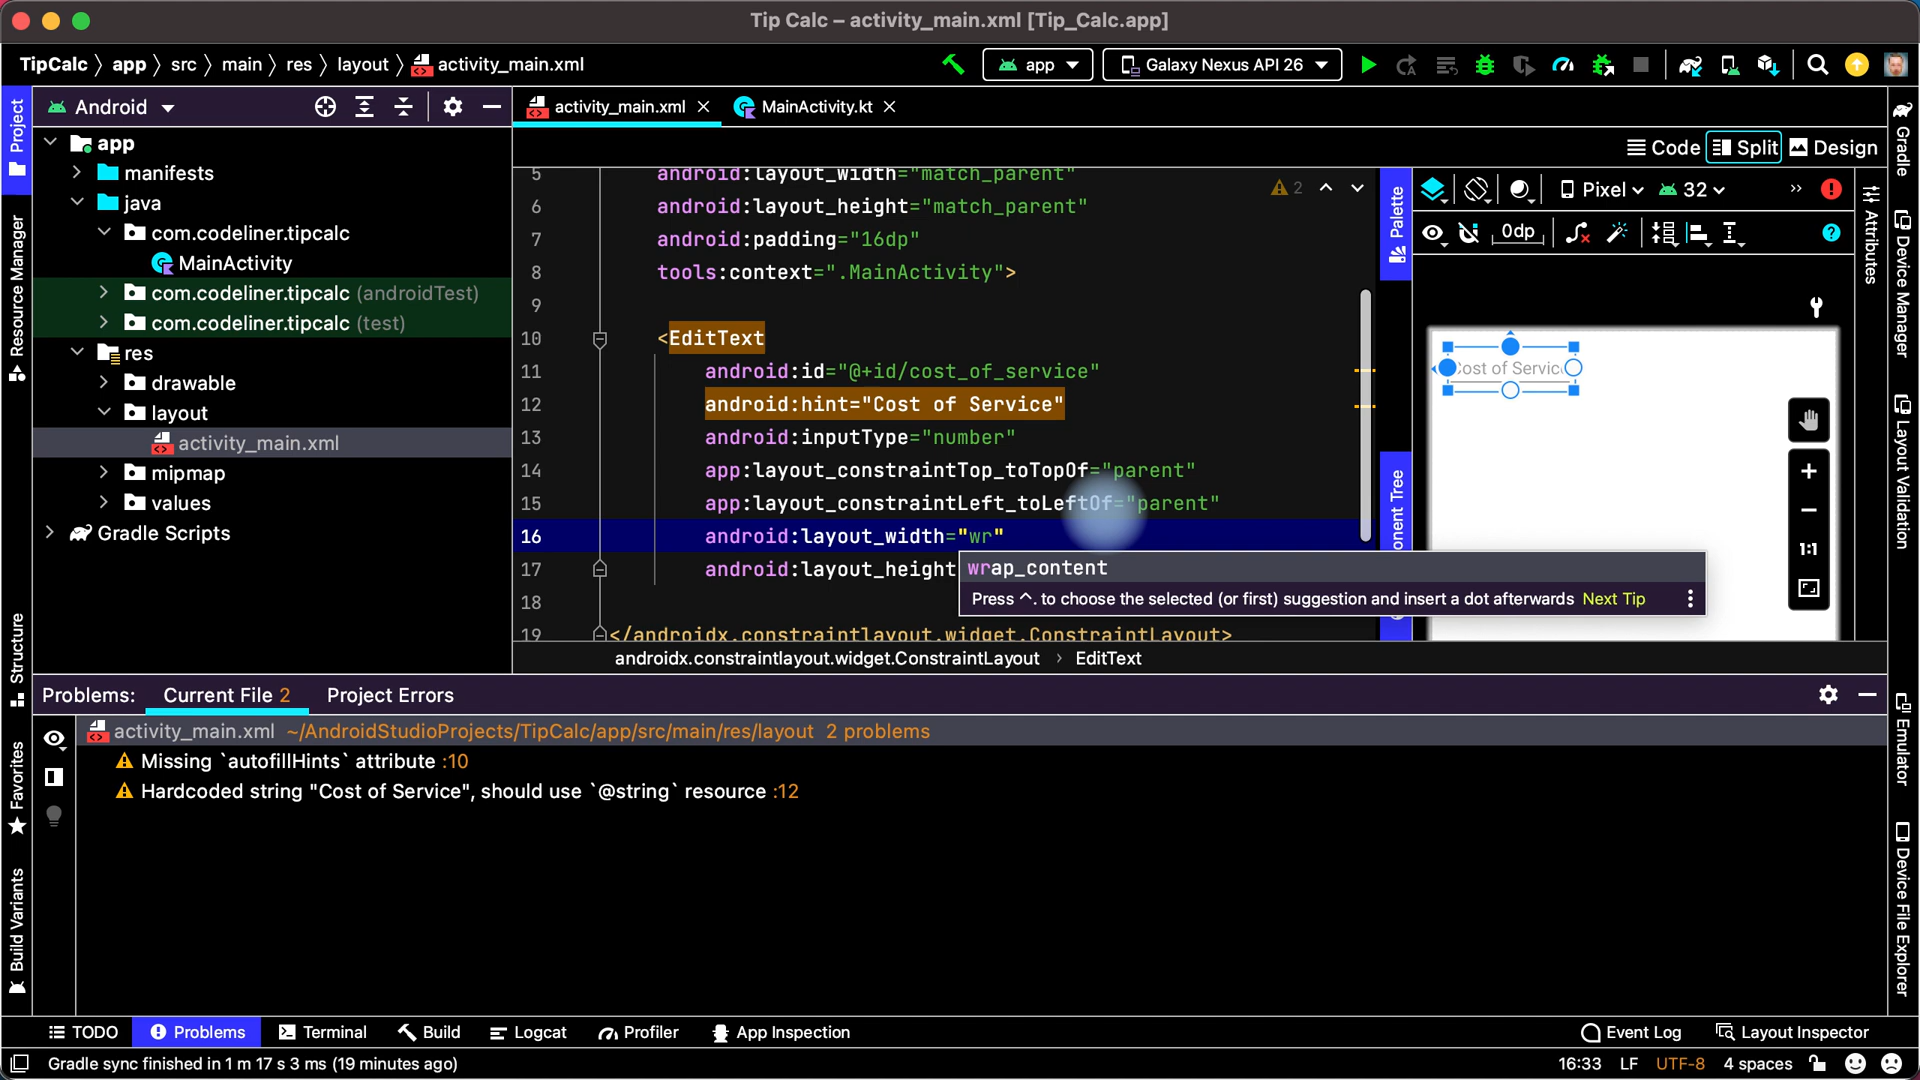 Tip Calc – activity_main.xml [Tip_Calc.app]
TipCalc app src main res layout activity_main.xml
app Galaxy Nexus API 26
Project
Android
activity_main.xml MainActivity.kt
Code Split Design
app
manifests
java
com.codeliner.tipcalc
MainActivity
com.codeliner.tipcalc (androidTest)
com.codeliner.tipcalc (test)
res
drawable
layout
activity_main.xml
mipmap
values
Gradle Scripts
Resource Manager
Structure
Favorites
Build Variants
5 android:layout_width="match_parent"
6 android:layout_height="match_parent"
7 android:padding="16dp"
8 tools:context=".MainActivity">
9
10 <EditText
11 android:id="@+id/cost_of_service"
12 android:hint="Cost of Service"
13 android:inputType="number"
14 app:layout_constraintTop_toTopOf="parent"
15 app:layout_constraintLeft_toLeftOf="parent"
16 android:layout_width="wr"
17 android:layout_height
18
19 </androidx.constraintlayout.widget.ConstraintLayout>
2
wrap_content
Press ^. to choose the selected (or first) suggestion and insert a dot afterwards Next Tip
androidx.constraintlayout.widget.ConstraintLayout EditText
Palette
onent Tree
Pixel 32
0dp
?
Cost of Service
1:1
Attributes
Gradle
Device Manager
Layout Validation
Emulator
Device File Explorer
Problems: Current File 2 Project Errors
activity_main.xml ~/AndroidStudioProjects/TipCalc/app/src/main/res/layout 2 problems
Missing `autofillHints` attribute :10
Hardcoded string "Cost of Service", should use `@string` resource :12
TODO Problems Terminal Build Logcat Profiler App Inspection Event Log Layout Inspector
Gradle sync finished in 1 m 17 s 3 ms (19 minutes ago) 16:33 LF UTF-8 4 spaces